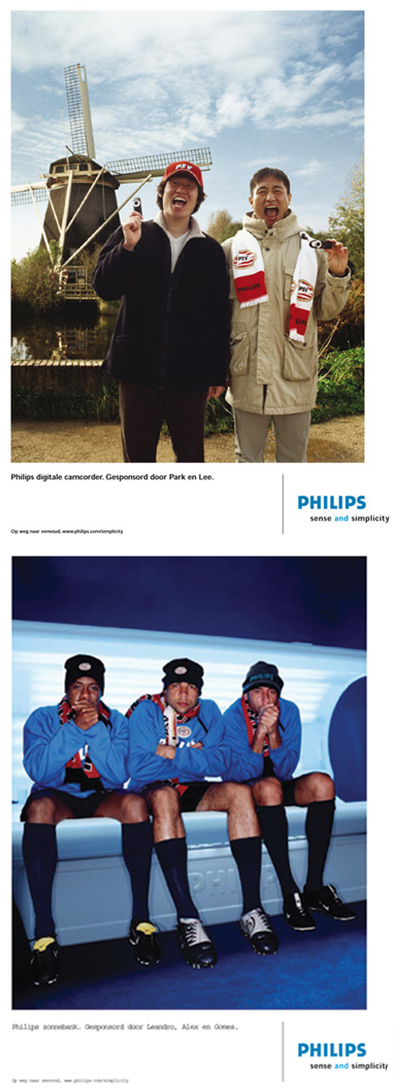 PSV
PSV
PSV
PHILIPS
Philips digitale camcorder. Gesponsord door Park en Lee.
PHILIPS
sense and simplicity
Op weg naar eenvoud, www.philips.com/simplicity
PHILIPS
PHILIPS
Philips zonnebank. Gesponsord door Leandro, Alex en Gomes.
PHILIPS
sense and simplicity
Op weg naar eenvoud, www.philips.com/simplicity